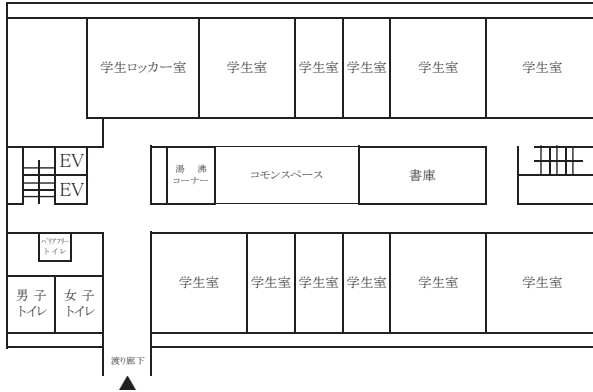 学生ロッカー室
学生室
学生室
学生室
学生室
学生室
EV
EV
湯 沸
コーナー
コモンスペース
書庫
バリアフリー
トイレ
男 子
トイレ
女 子
トイレ
学生室
学生室
学生室
学生室
学生室
学生室
渡り廊下